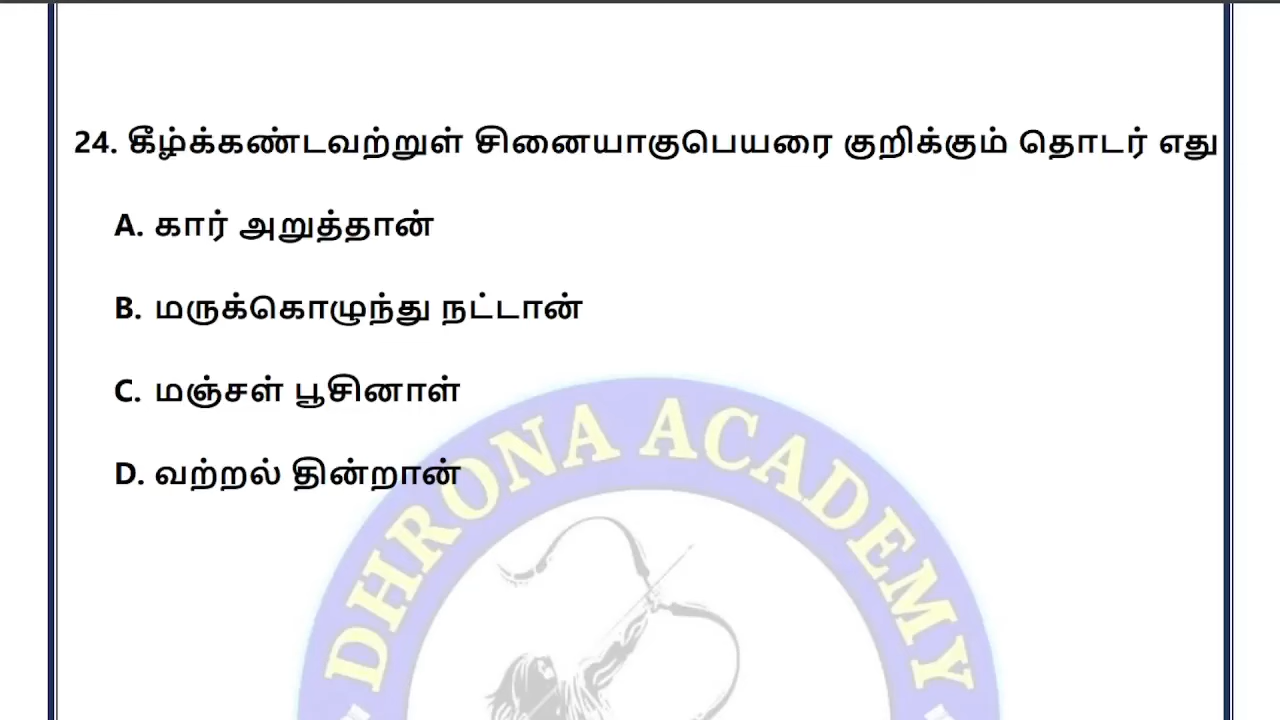 24. கீழ்க்கண்டவற்றுள் சினையாகுபெயரை குறிக்கும் தொடர் எது
A. கார் அறுத்தான்
B. மருக்கொழுந்து நட்டான்
C. மஞ்சள் பூசினாள்
D. வற்றல் தின்றான்
DHRONA ACADEMY